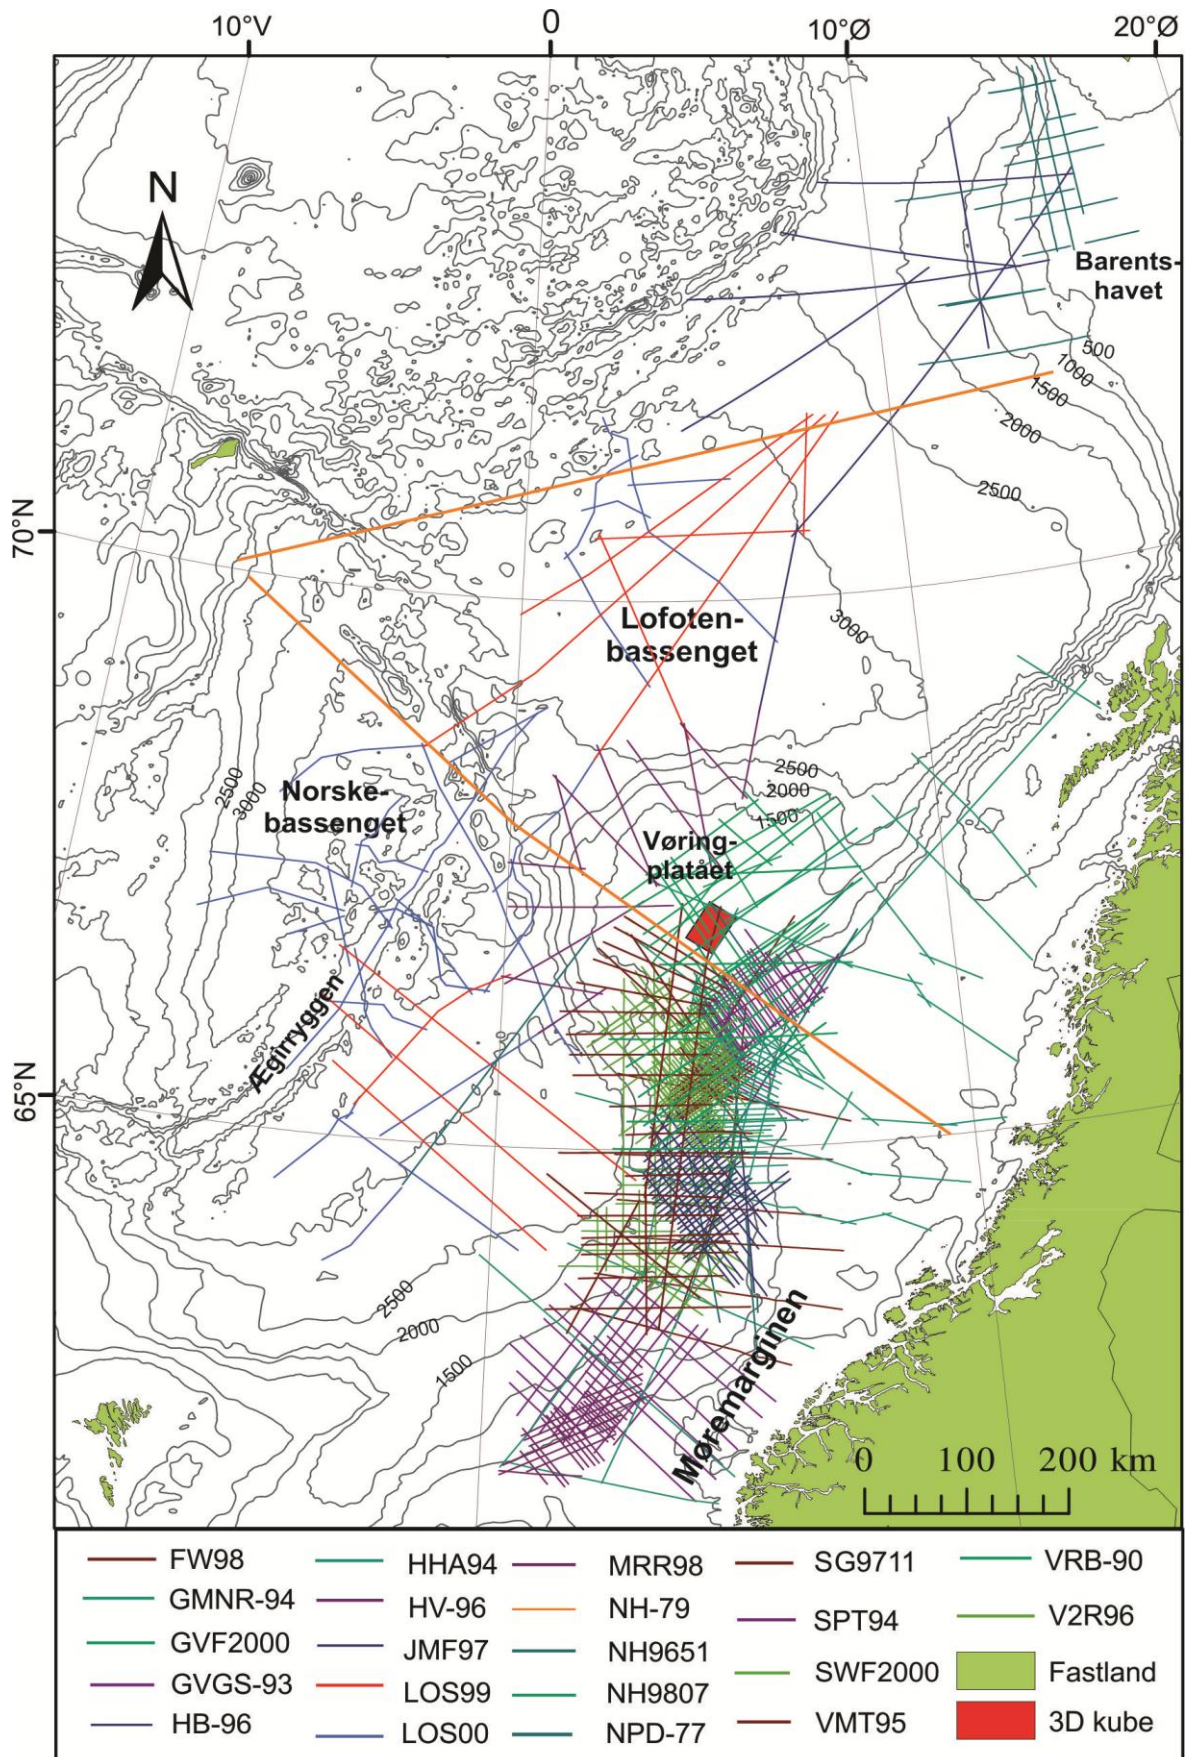 10°V 0 10°Ø 20°Ø
N
Barents-
havet
500
1000
1500
2000
2500
70°N
Lofoten-
bassenget
3000
2500
3000
Norske-
bassenget
2500
2000
1500
Vøring-
platået
Ægirryggen
65°N
2500
2000
1500
Møremarginen
0 100 200 km
FW98
GMNR-94
GVF2000
GVGS-93
HB-96
HHA94
HV-96
JMF97
LOS99
LOS00
MRR98
NH-79
NH9651
NH9807
NPD-77
SG9711
SPT94
SWF2000
VMT95
VRB-90
V2R96
Fastland
3D kube